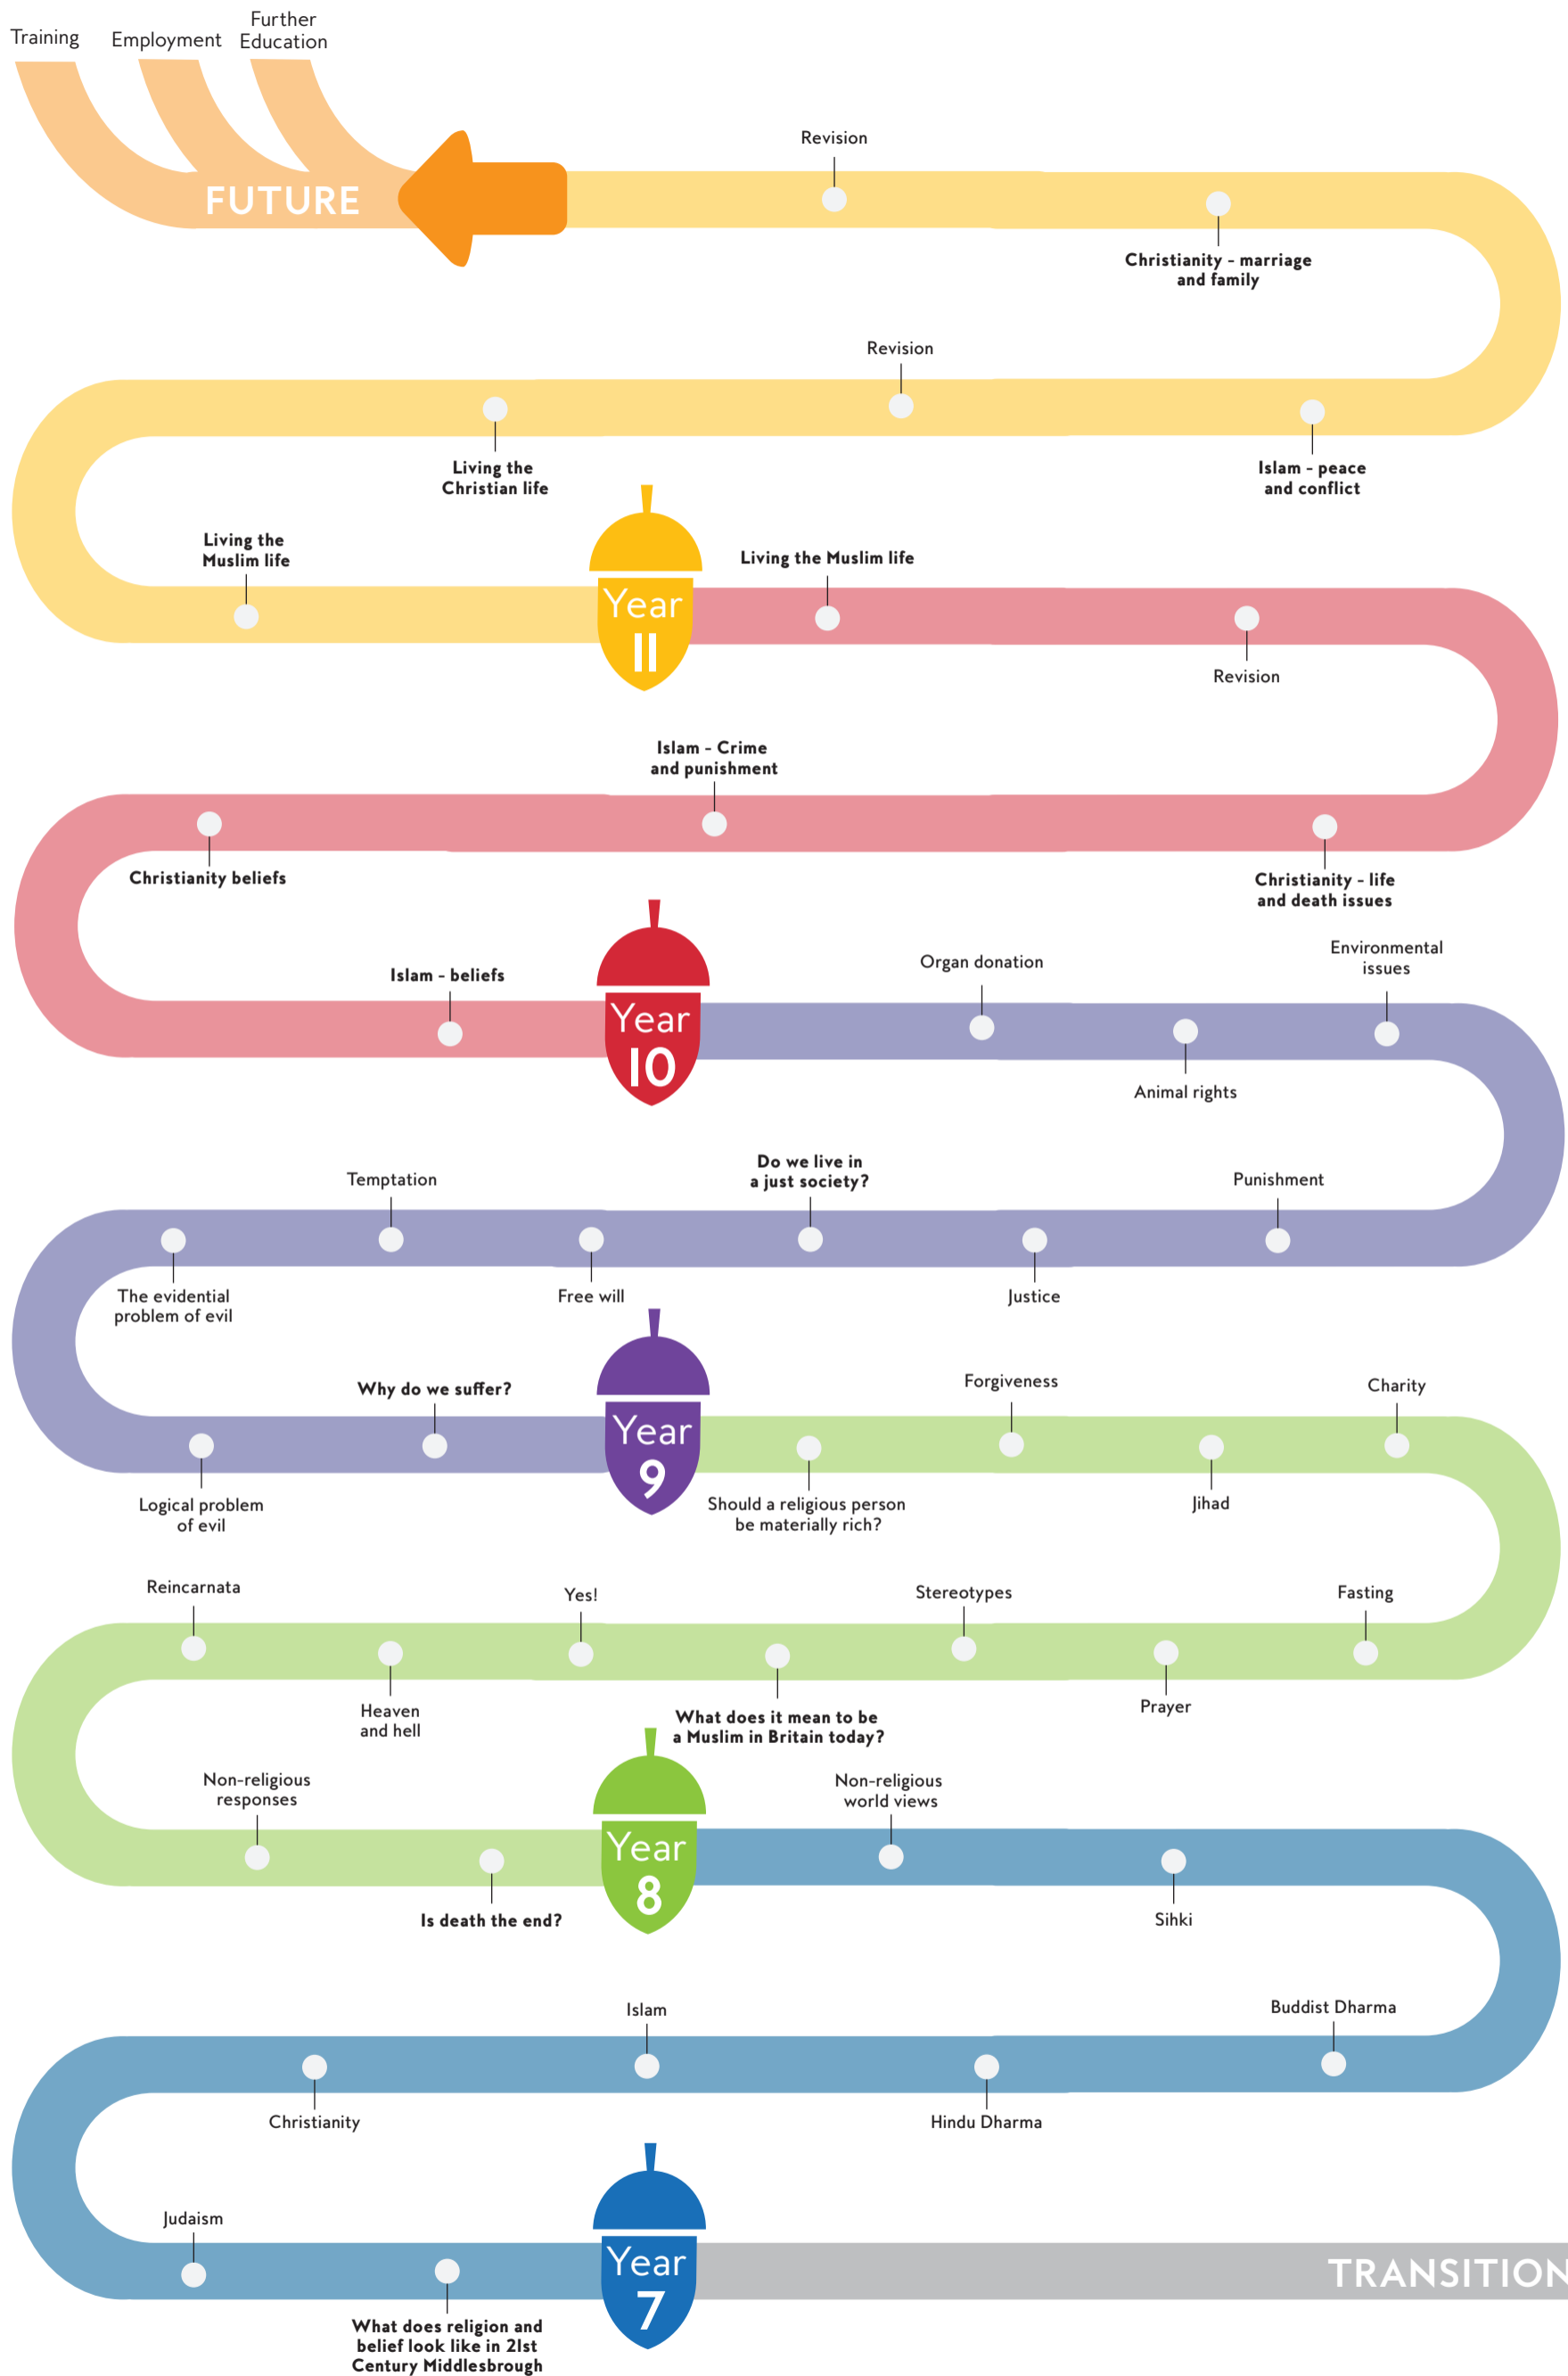 Training
Employment
Further
Education
FUTURE
Revision
Christianity - marriage
and family
Revision
Living the
Christian life
Islam - peace
and conflict
Living the
Muslim life
Year
11
Living the Muslim life
Revision
Islam - Crime
and punishment
Christianity beliefs
Christianity - life
and death issues
Islam - beliefs
Year
10
Organ donation
Animal rights
Environmental
issues
The evidential
problem of evil
Temptation
Free will
Do we live in
a just society?
Justice
Punishment
Logical problem
of evil
Why do we suffer?
Year
9
Should a religious person
be materially rich?
Forgiveness
Jihad
Charity
Reincarnata
Heaven
and hell
Yes!
What does it mean to be
a Muslim in Britain today?
Stereotypes
Prayer
Fasting
Non-religious
responses
Is death the end?
Year
8
Non-religious
world views
Sihki
Christianity
Islam
Hindu Dharma
Buddist Dharma
Judaism
What does religion and
belief look like in 21st
Century Middlesbrough
Year
7
TRANSITION